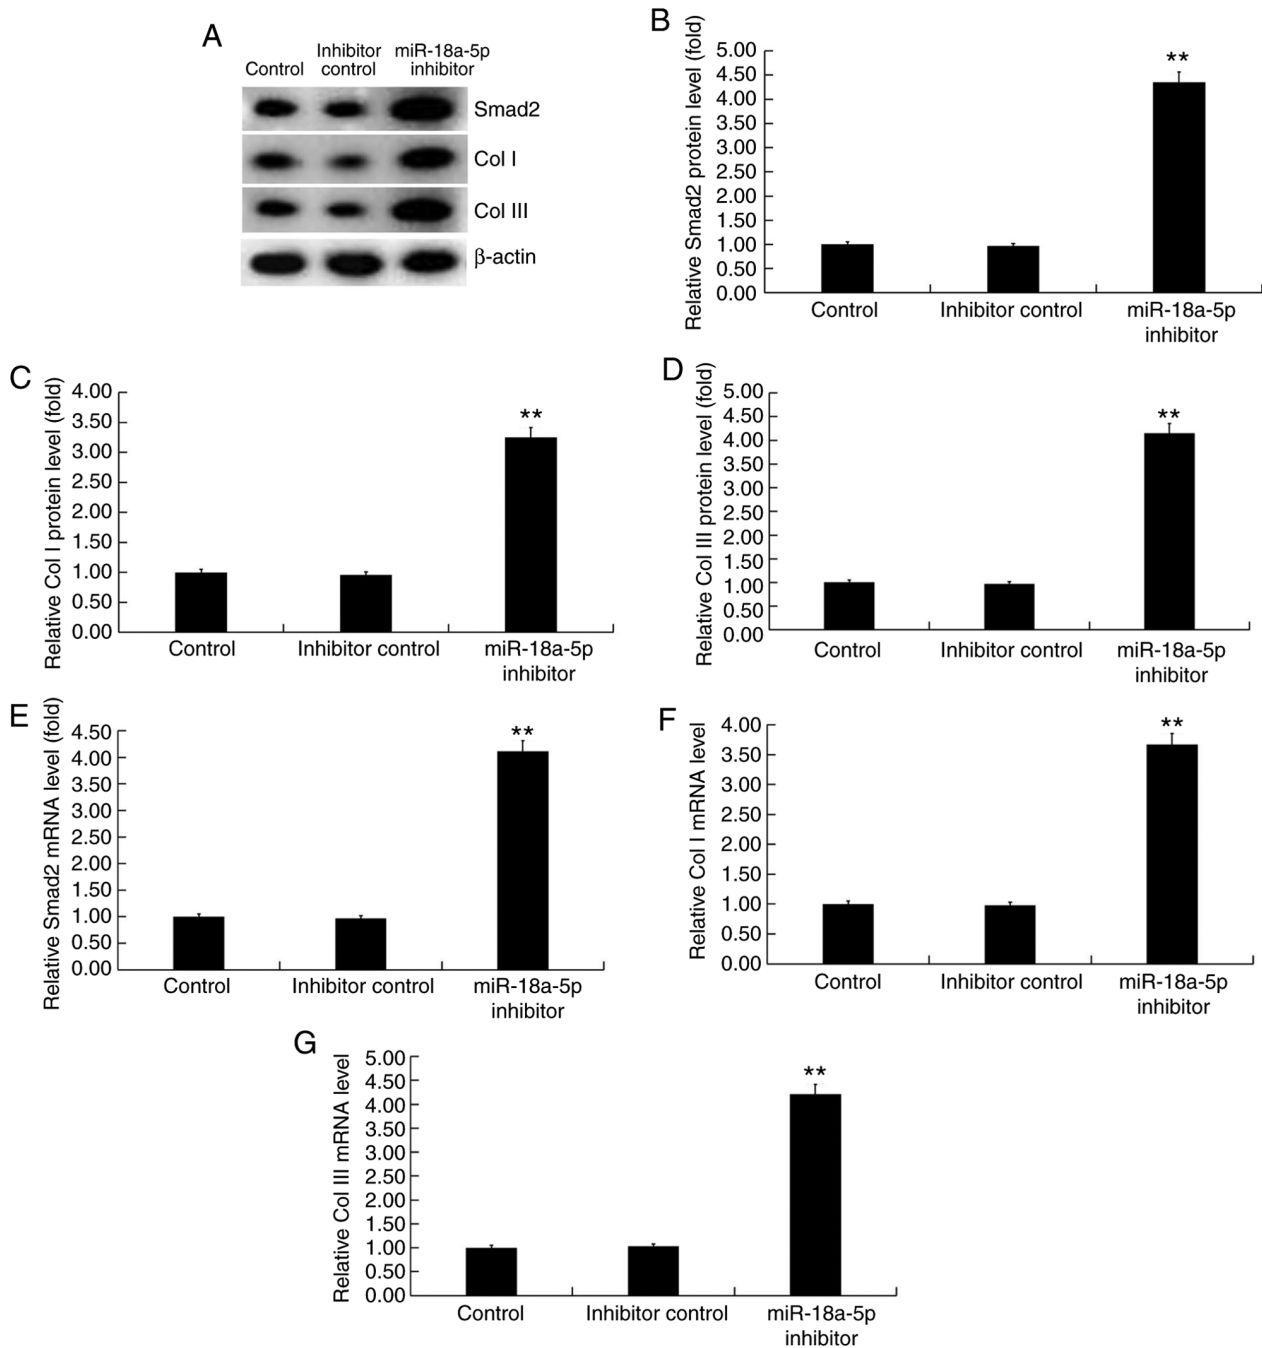 A
Control
Inhibitor
control
miR-18a-5p
inhibitor
Smad2
Col I
Col III
β-actin
B
Relative Smad2 protein level (fold)
5.00
4.50
4.00
3.50
3.00
2.50
2.00
1.50
1.00
0.50
0.00
**
Control
Inhibitor control
miR-18a-5p
inhibitor
C
Relative Col I protein level (fold)
4.00
3.50
3.00
2.50
2.00
1.50
1.00
0.50
0.00
**
Control
Inhibitor control
miR-18a-5p
inhibitor
D
Relative Col III protein level (fold)
5.00
4.50
4.00
3.50
3.00
2.50
2.00
1.50
1.00
0.50
0.00
**
Control
Inhibitor control
miR-18a-5p
inhibitor
E
Relative Smad2 mRNA level (fold)
4.50
4.00
3.50
3.00
2.50
2.00
1.50
1.00
0.50
0.00
**
Control
Inhibitor control
miR-18a-5p
inhibitor
F
Relative Col I mRNA level
4.00
3.50
3.00
2.50
2.00
1.50
1.00
0.50
0.00
**
Control
Inhibitor control
miR-18a-5p
inhibitor
G
Relative Col III mRNA level
5.00
4.50
4.00
3.50
3.00
2.50
2.00
1.50
1.00
0.50
0.00
**
Control
Inhibitor control
miR-18a-5p
inhibitor